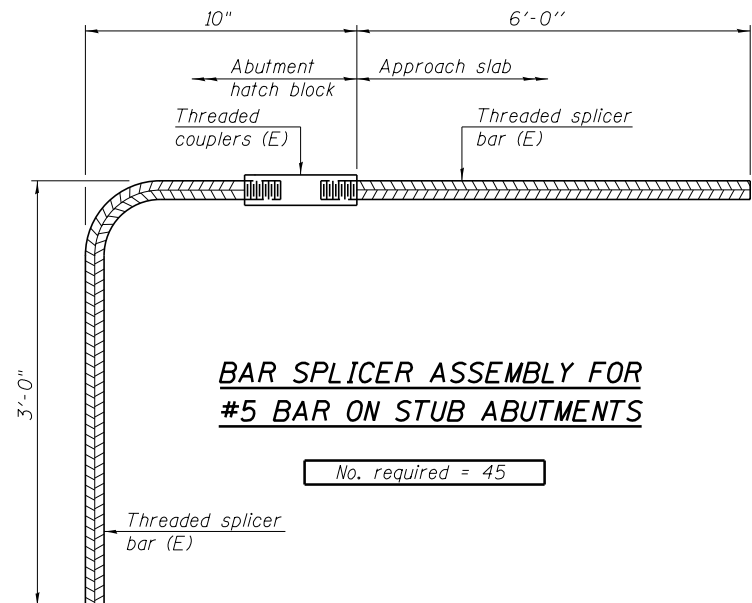 10"
6'-0''
Abutment
hatch block
Approach slab
Threaded
couplers (E)
Threaded splicer
bar (E)
3'-0"
BAR SPLICER ASSEMBLY FOR
#5 BAR ON STUB ABUTMENTS
No. required = 45
Threaded splicer
bar (E)